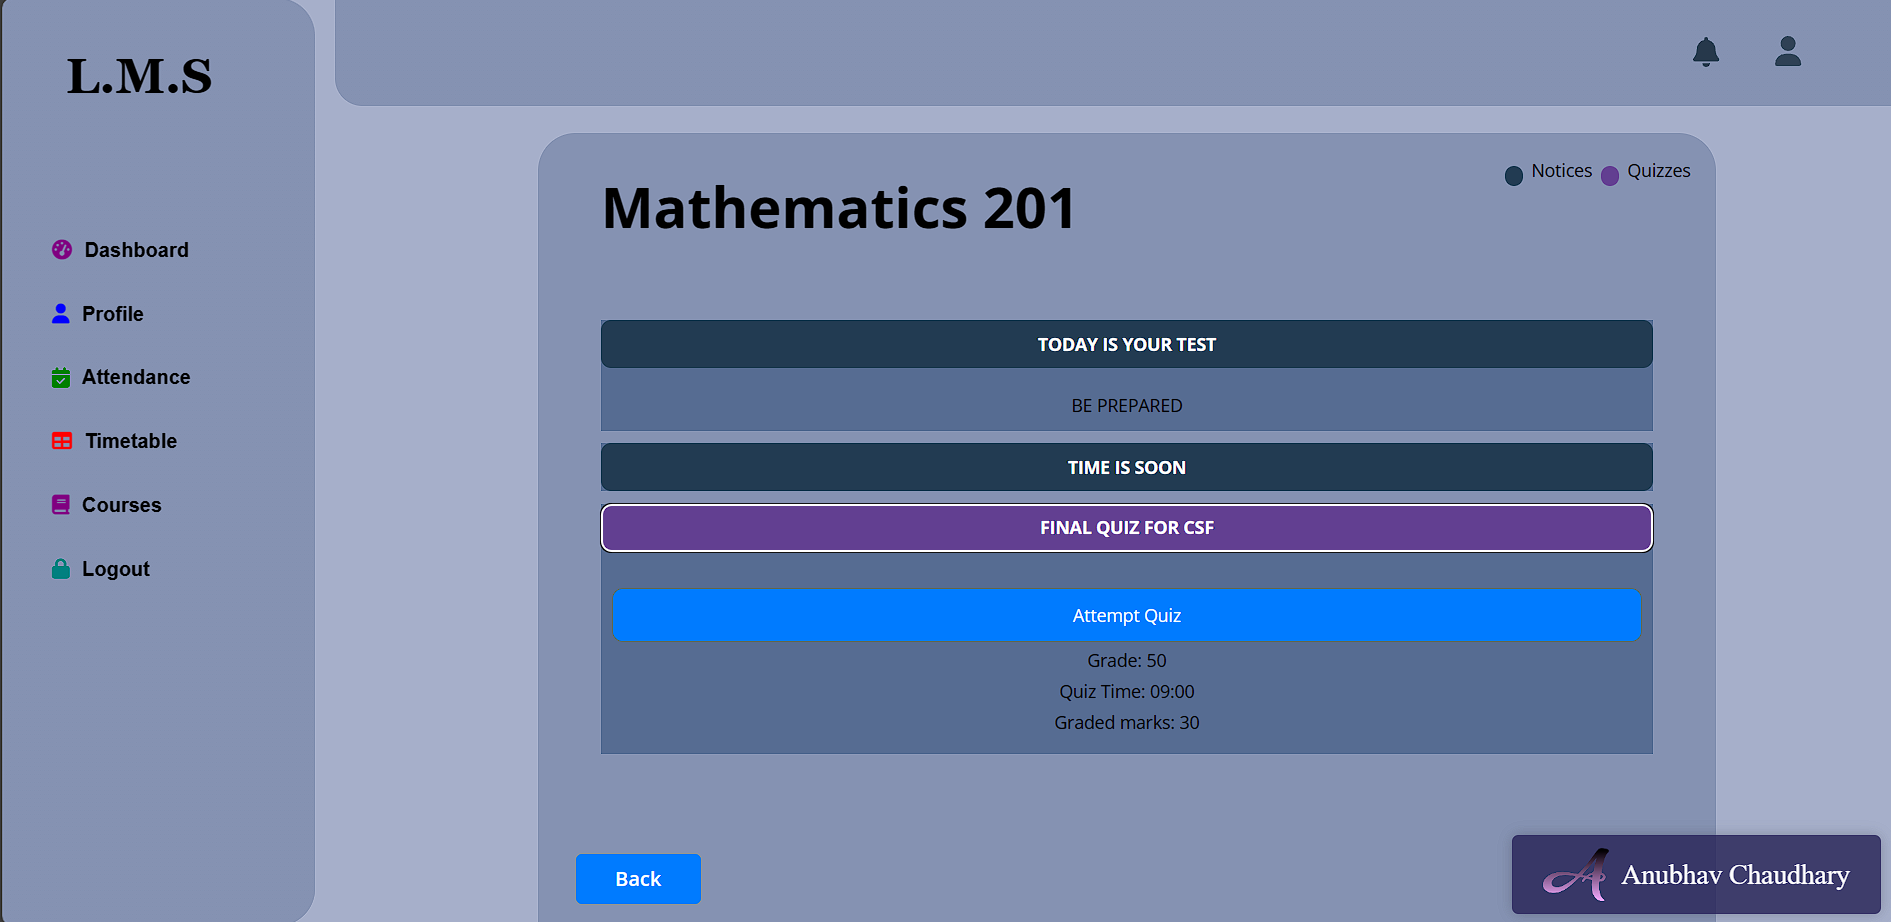 L.M.S
Dashboard
Profile
Attendance
Timetable
Courses
Logout
Notices
Quizzes
Mathematics 201
TODAY IS YOUR TEST
BE PREPARED
TIME IS SOON
FINAL QUIZ FOR CSF
Attempt Quiz
Grade: 50
Quiz Time: 09:00
Graded marks: 30
Back
A Anubhav Chaudhary